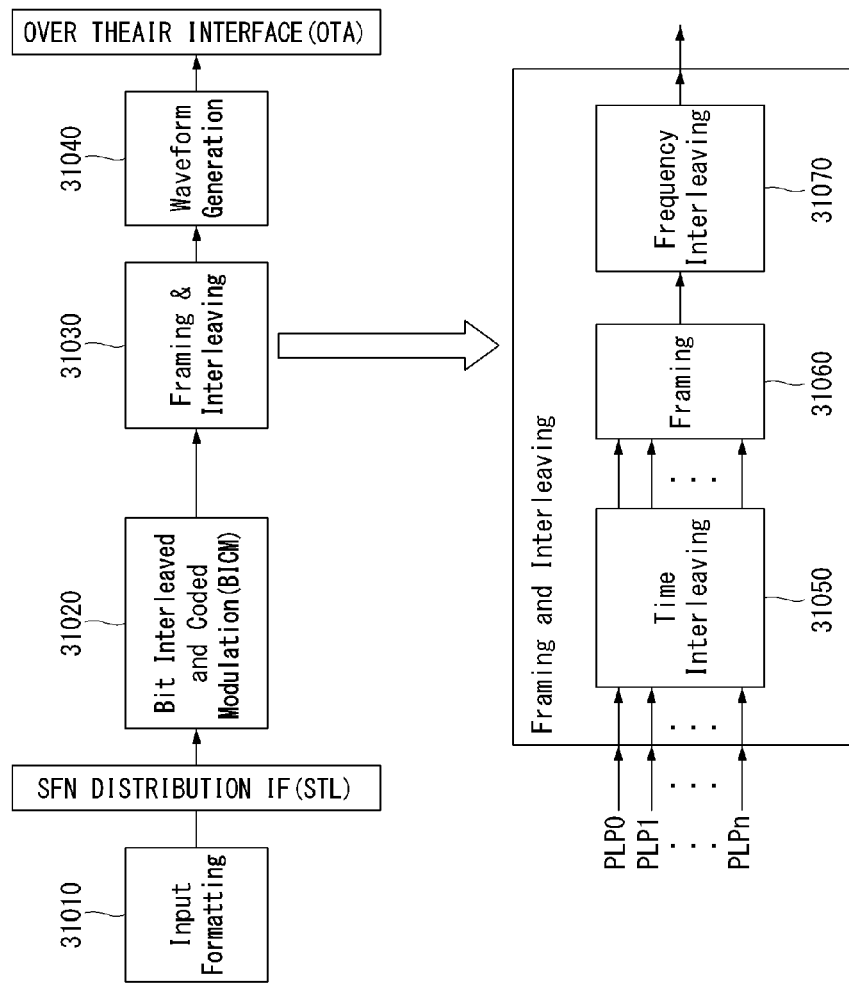 31010
Input
Formatting
SFN DISTRIBUTION IF(STL)
31020
Bit Interleaved
and Coded
Modulation(BICM)
31030
Framing &
Interleaving
31040
Waveform
Generation
OVER THEAIR INTERFACE(OTA)
Framing and Interleaving
PLP0
PLP1
. . .
PLPn
. . .
. . .
Time
Interleaving
31050
. . .
Framing
31060
Frequency
Interleaving
31070